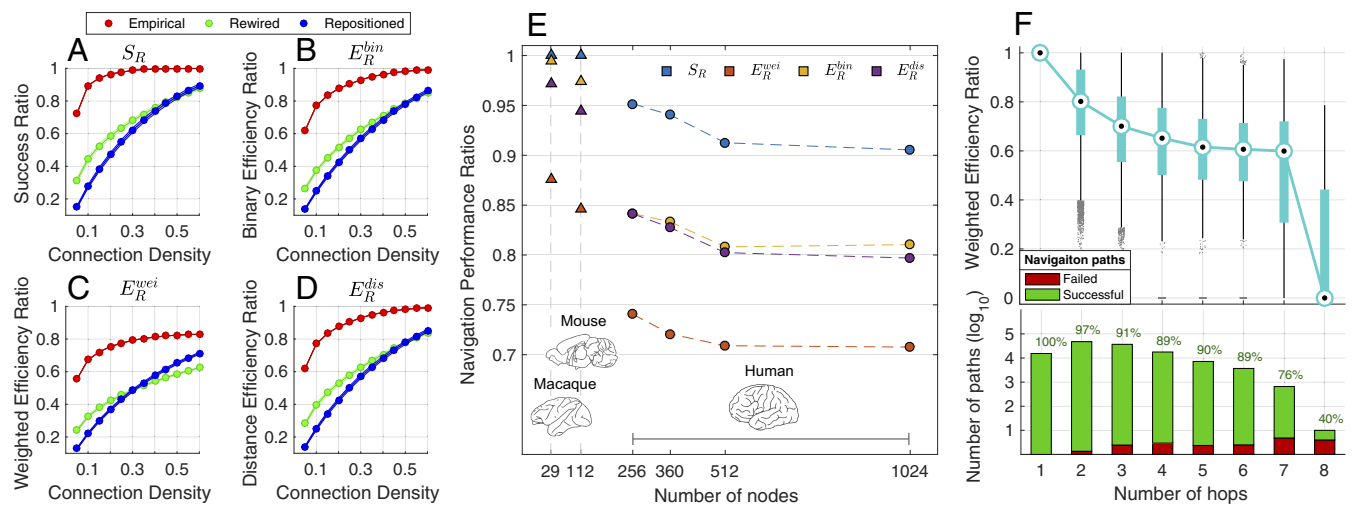 Empirical Rewired Repositioned
A S_R
Success Ratio
1
0.8
0.6
0.4
0.2
0.1 0.3 0.5
Connection Density
B E_R^{bin}
Binary Efficiency Ratio
1
0.8
0.6
0.4
0.2
0.1 0.3 0.5
Connection Density
C E_R^{wei}
Weighted Efficiency Ratio
1
0.8
0.6
0.4
0.2
0.1 0.3 0.5
Connection Density
D E_R^{dis}
Distance Efficiency Ratio
1
0.8
0.6
0.4
0.2
0.1 0.3 0.5
Connection Density
E
Navigation Performance Ratios
S_R E_R^{wei} E_R^{bin} E_R^{dis}
1
0.95
0.9
0.85
0.8
0.75
0.7
Mouse
Macaque
Human
29 112 256 360 512 1024
Number of nodes
F
Weighted Efficiency Ratio
1
0.8
0.6
0.4
0.2
0
Navigaiton paths
Failed
Successful
Number of paths (log_{10})
5
4
3
2
1
100% 97% 91% 89% 90% 89% 76% 40%
1 2 3 4 5 6 7 8
Number of hops